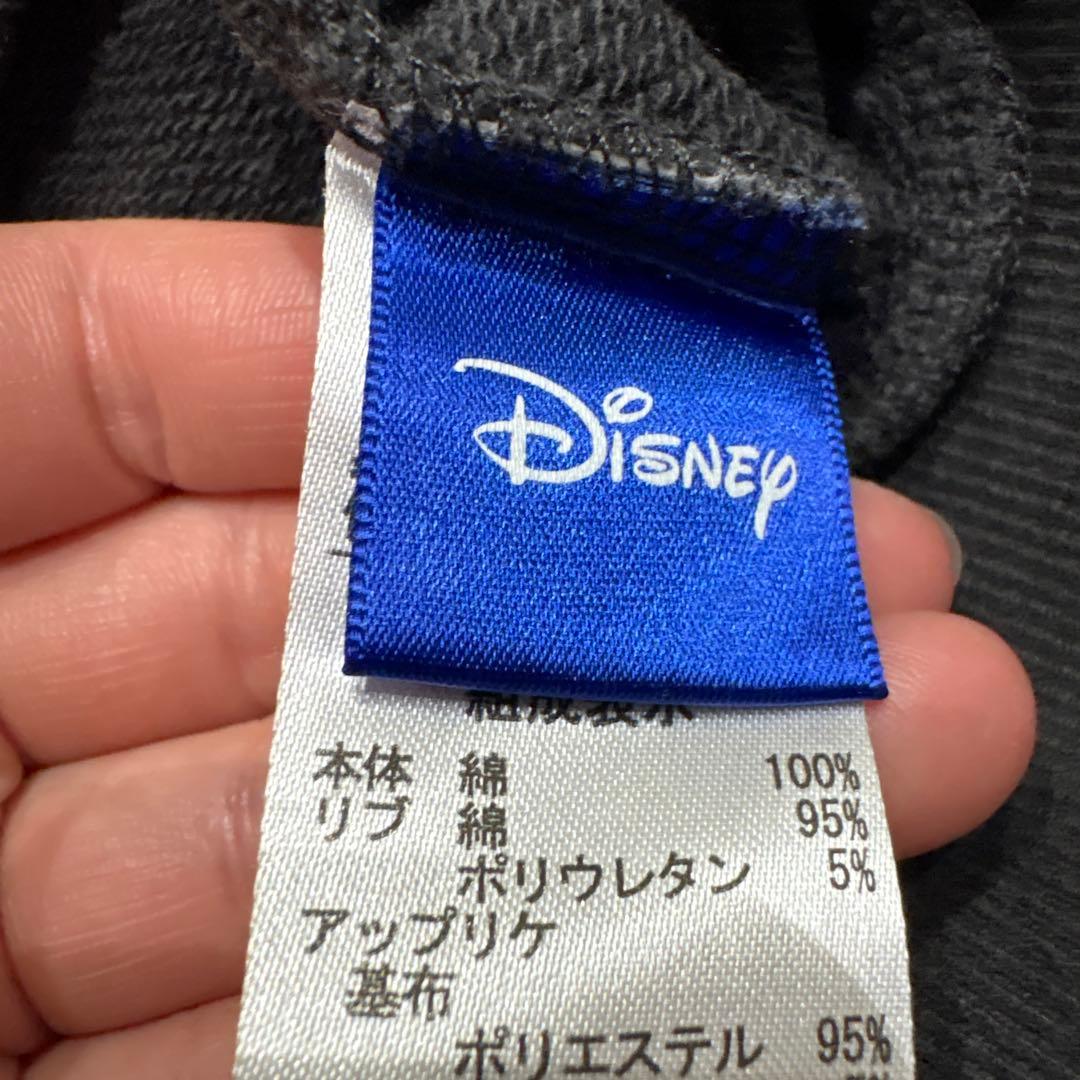 Disney
組成表示
本体 綿 100%
リブ 綿 95%
ポリウレタン 5%
アップリケ
基布
ポリエステル 95%